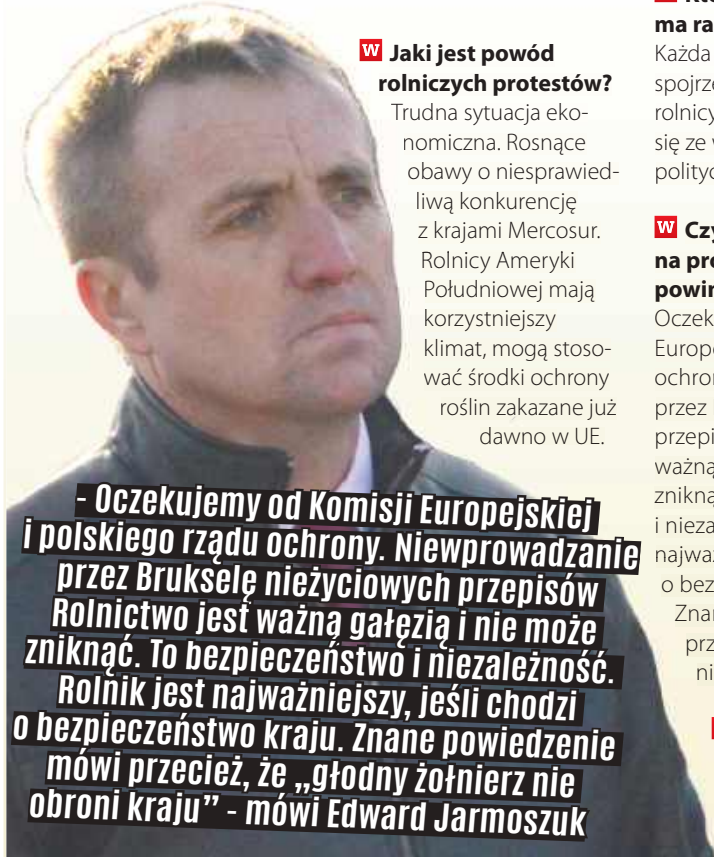 W Jaki jest powód
rolniczych protestów?
Trudna sytuacja eko-
nomiczna. Rosnące
obawy o niesprawied-
liwą konkurencję
z krajami Mercosur.
Rolnicy Ameryki
Południowej mają
korzystniejszy
klimat, mogą stoso-
wać środki ochrony
roślin zakazane już
dawno w UE.
- Oczekujemy od Komisji Europejskiej
i polskiego rządu ochrony. Niewprowadzanie
przez Brukselę nieżyciowych przepisów
Rolnictwo jest ważną gałęzią i nie może
zniknąć. To bezpieczeństwo i niezależność.
Rolnik jest najważniejszy, jeśli chodzi
o bezpieczeństwo kraju. Znane powiedzenie
mówi przecież, że „głodny żołnierz nie
obroni kraju” - mówi Edward Jarmoszuk
ma ra
Każda
spojrze
rolnicy
się ze
polityc
W Czy
na pro
powin
Oczek
Europe
ochron
przez
przepi
ważną
znikną
i nieza
najważ
o bez
Znan
prz
ni